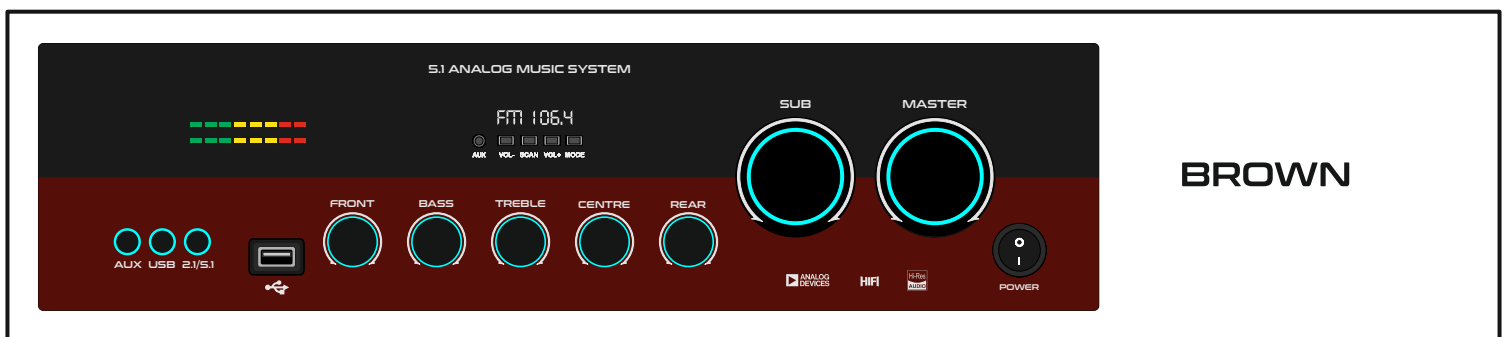 5.1 ANALOG MUSIC SYSTEM
SUB
MASTER
FM 106.4
AUX VOL- SCAN VOL+ MODE
BROWN
FRONT
BASS
TREBLE
CENTRE
REAR
AUX USB 2.1/5.1
ANALOG
DEVICES
HIFI
Hi-Res
AUDIO
POWER